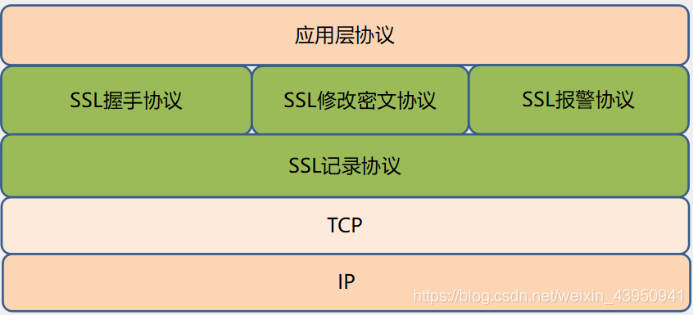 应用层协议
SSL握手协议 SSL修改密文协议 SSL报警协议
SSL记录协议
TCP
IP
https://blog.csdn.net/weixin_43950941